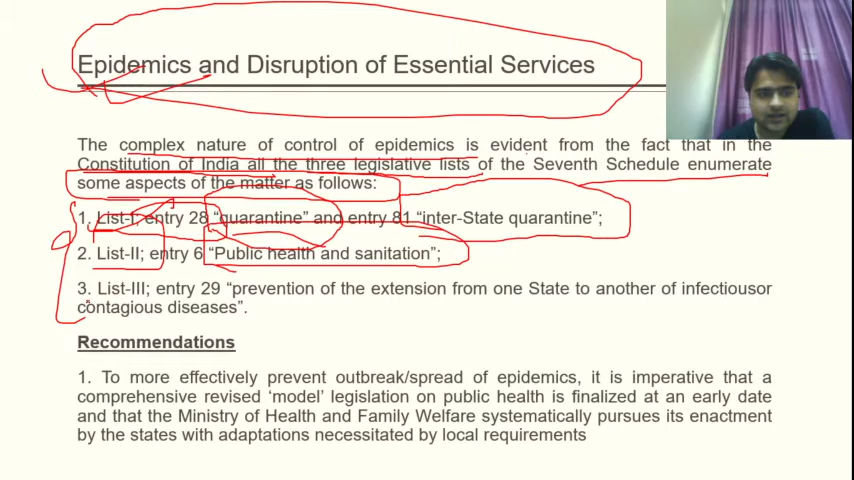 Epidemics and Disruption of Essential Services
The complex nature of control of epidemics is evident from the fact that in the
Constitution of India all the three legislative lists of the Seventh Schedule enumerate
some aspects of the matter as follows:
1. List-I; entry 28 “quarantine” and entry 81 “inter-State quarantine”;
2. List-II; entry 6 “Public health and sanitation”;
3. List-III; entry 29 “prevention of the extension from one State to another of infectiousor
contagious diseases”.
Recommendations
1. To more effectively prevent outbreak/spread of epidemics, it is imperative that a
comprehensive revised ‘model’ legislation on public health is finalized at an early date
and that the Ministry of Health and Family Welfare systematically pursues its enactment
by the states with adaptations necessitated by local requirements